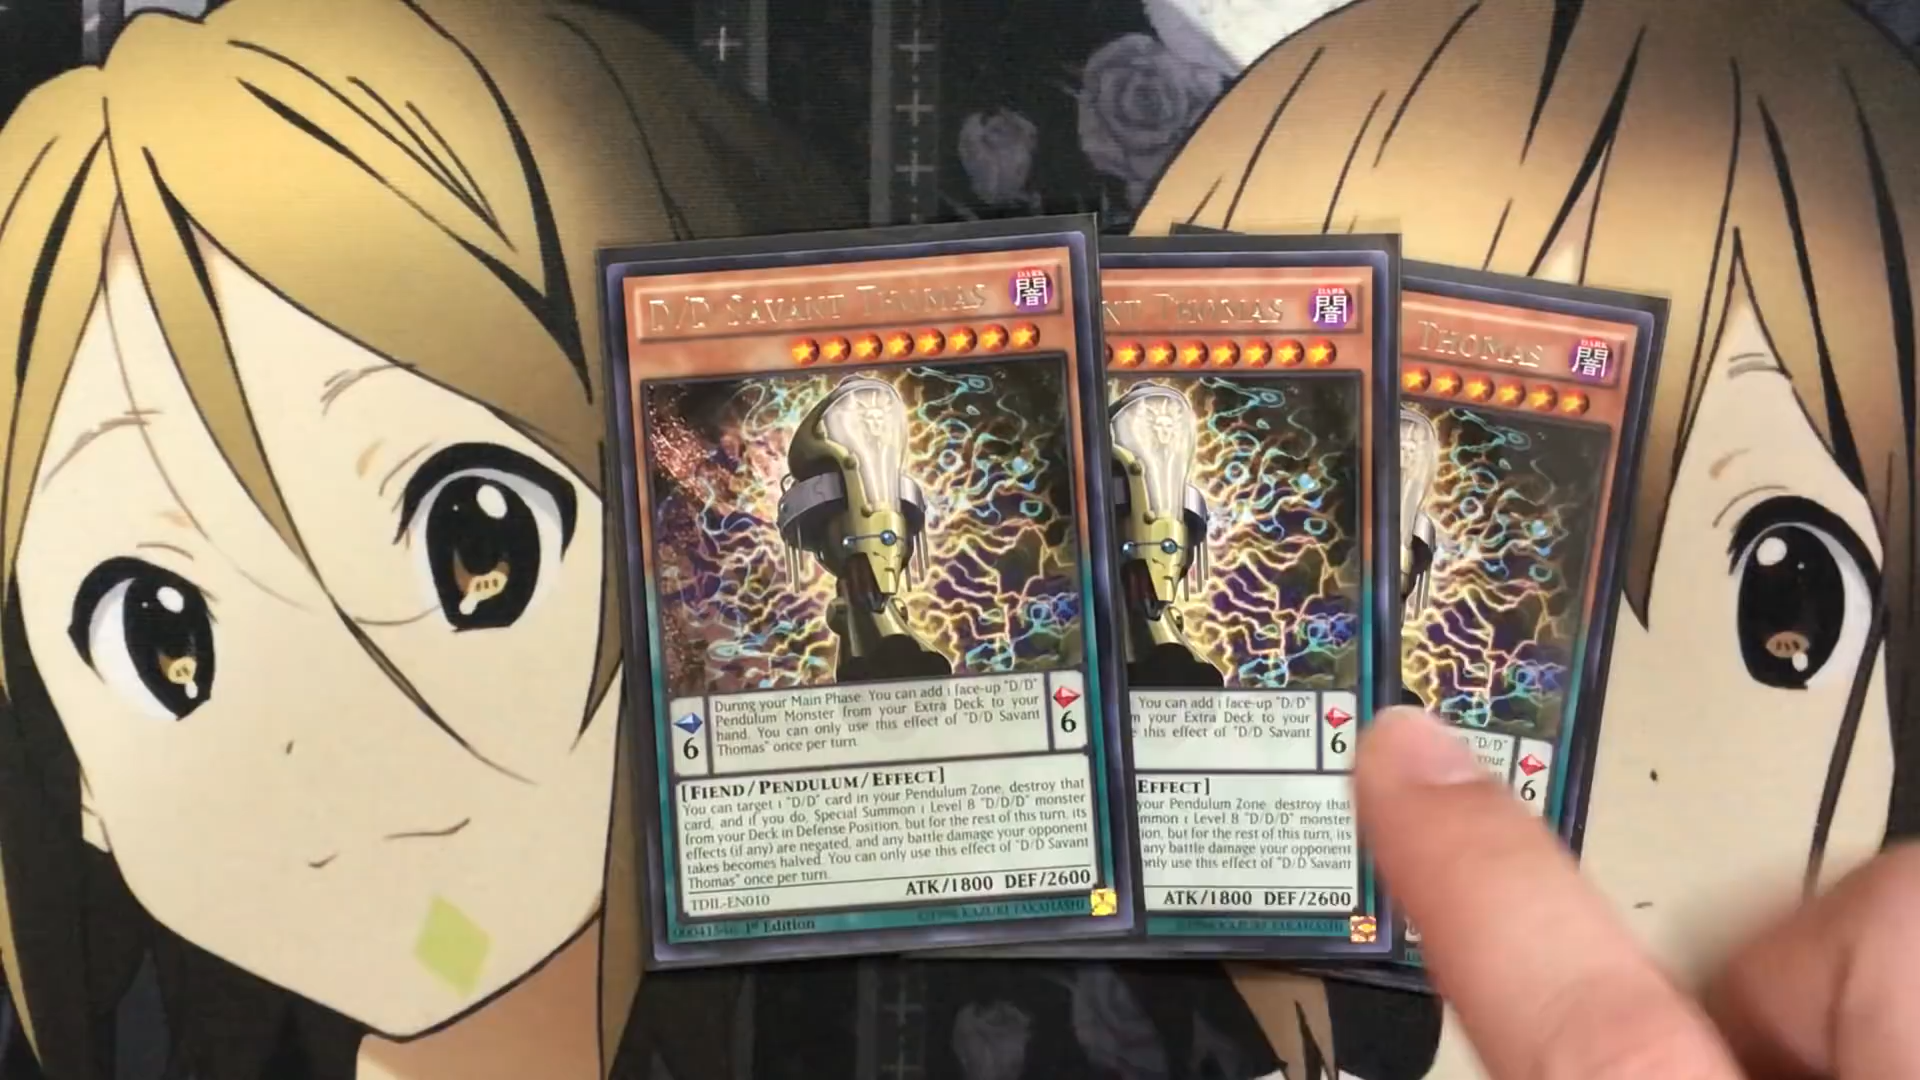 D/D SAVANT THOMAS
DARK
闇
During your Main Phase: You can add 1 face-up "D/D"
Pendulum Monster from your Extra Deck to your
hand. You can only use this effect of "D/D Savant
Thomas" once per turn.
6
6
[FIEND/PENDULUM/EFFECT]
You can target 1 "D/D" card in your Pendulum Zone, destroy that
card, and if you do, Special Summon 1 Level 8 "D/D/D" monster
from your Deck in Defense Position, but for the rest of this turn, its
effects (if any) are negated, and any battle damage your opponent
takes becomes halved. You can only use this effect of "D/D Savant
Thomas" once per turn.
ATK/1800 DEF/2600
TDIL-EN010
1st Edition
©1996 KAZUKI TAKAHASHI
NT THOMAS
DARK
闇
You can add 1 face-up "D/D"
your Extra Deck to your
this effect of "D/D Savant
6
EFFECT]
your Pendulum Zone, destroy that
mmon 1 Level 8 "D/D/D" monster
ion, but for the rest of this turn, its
any battle damage your opponent
only use this effect of "D/D Savant
ATK/1800 DEF/2600
©1996 KAZUKI TAKAHASHI
THOMAS
DARK
闇
"D/D"
your
6